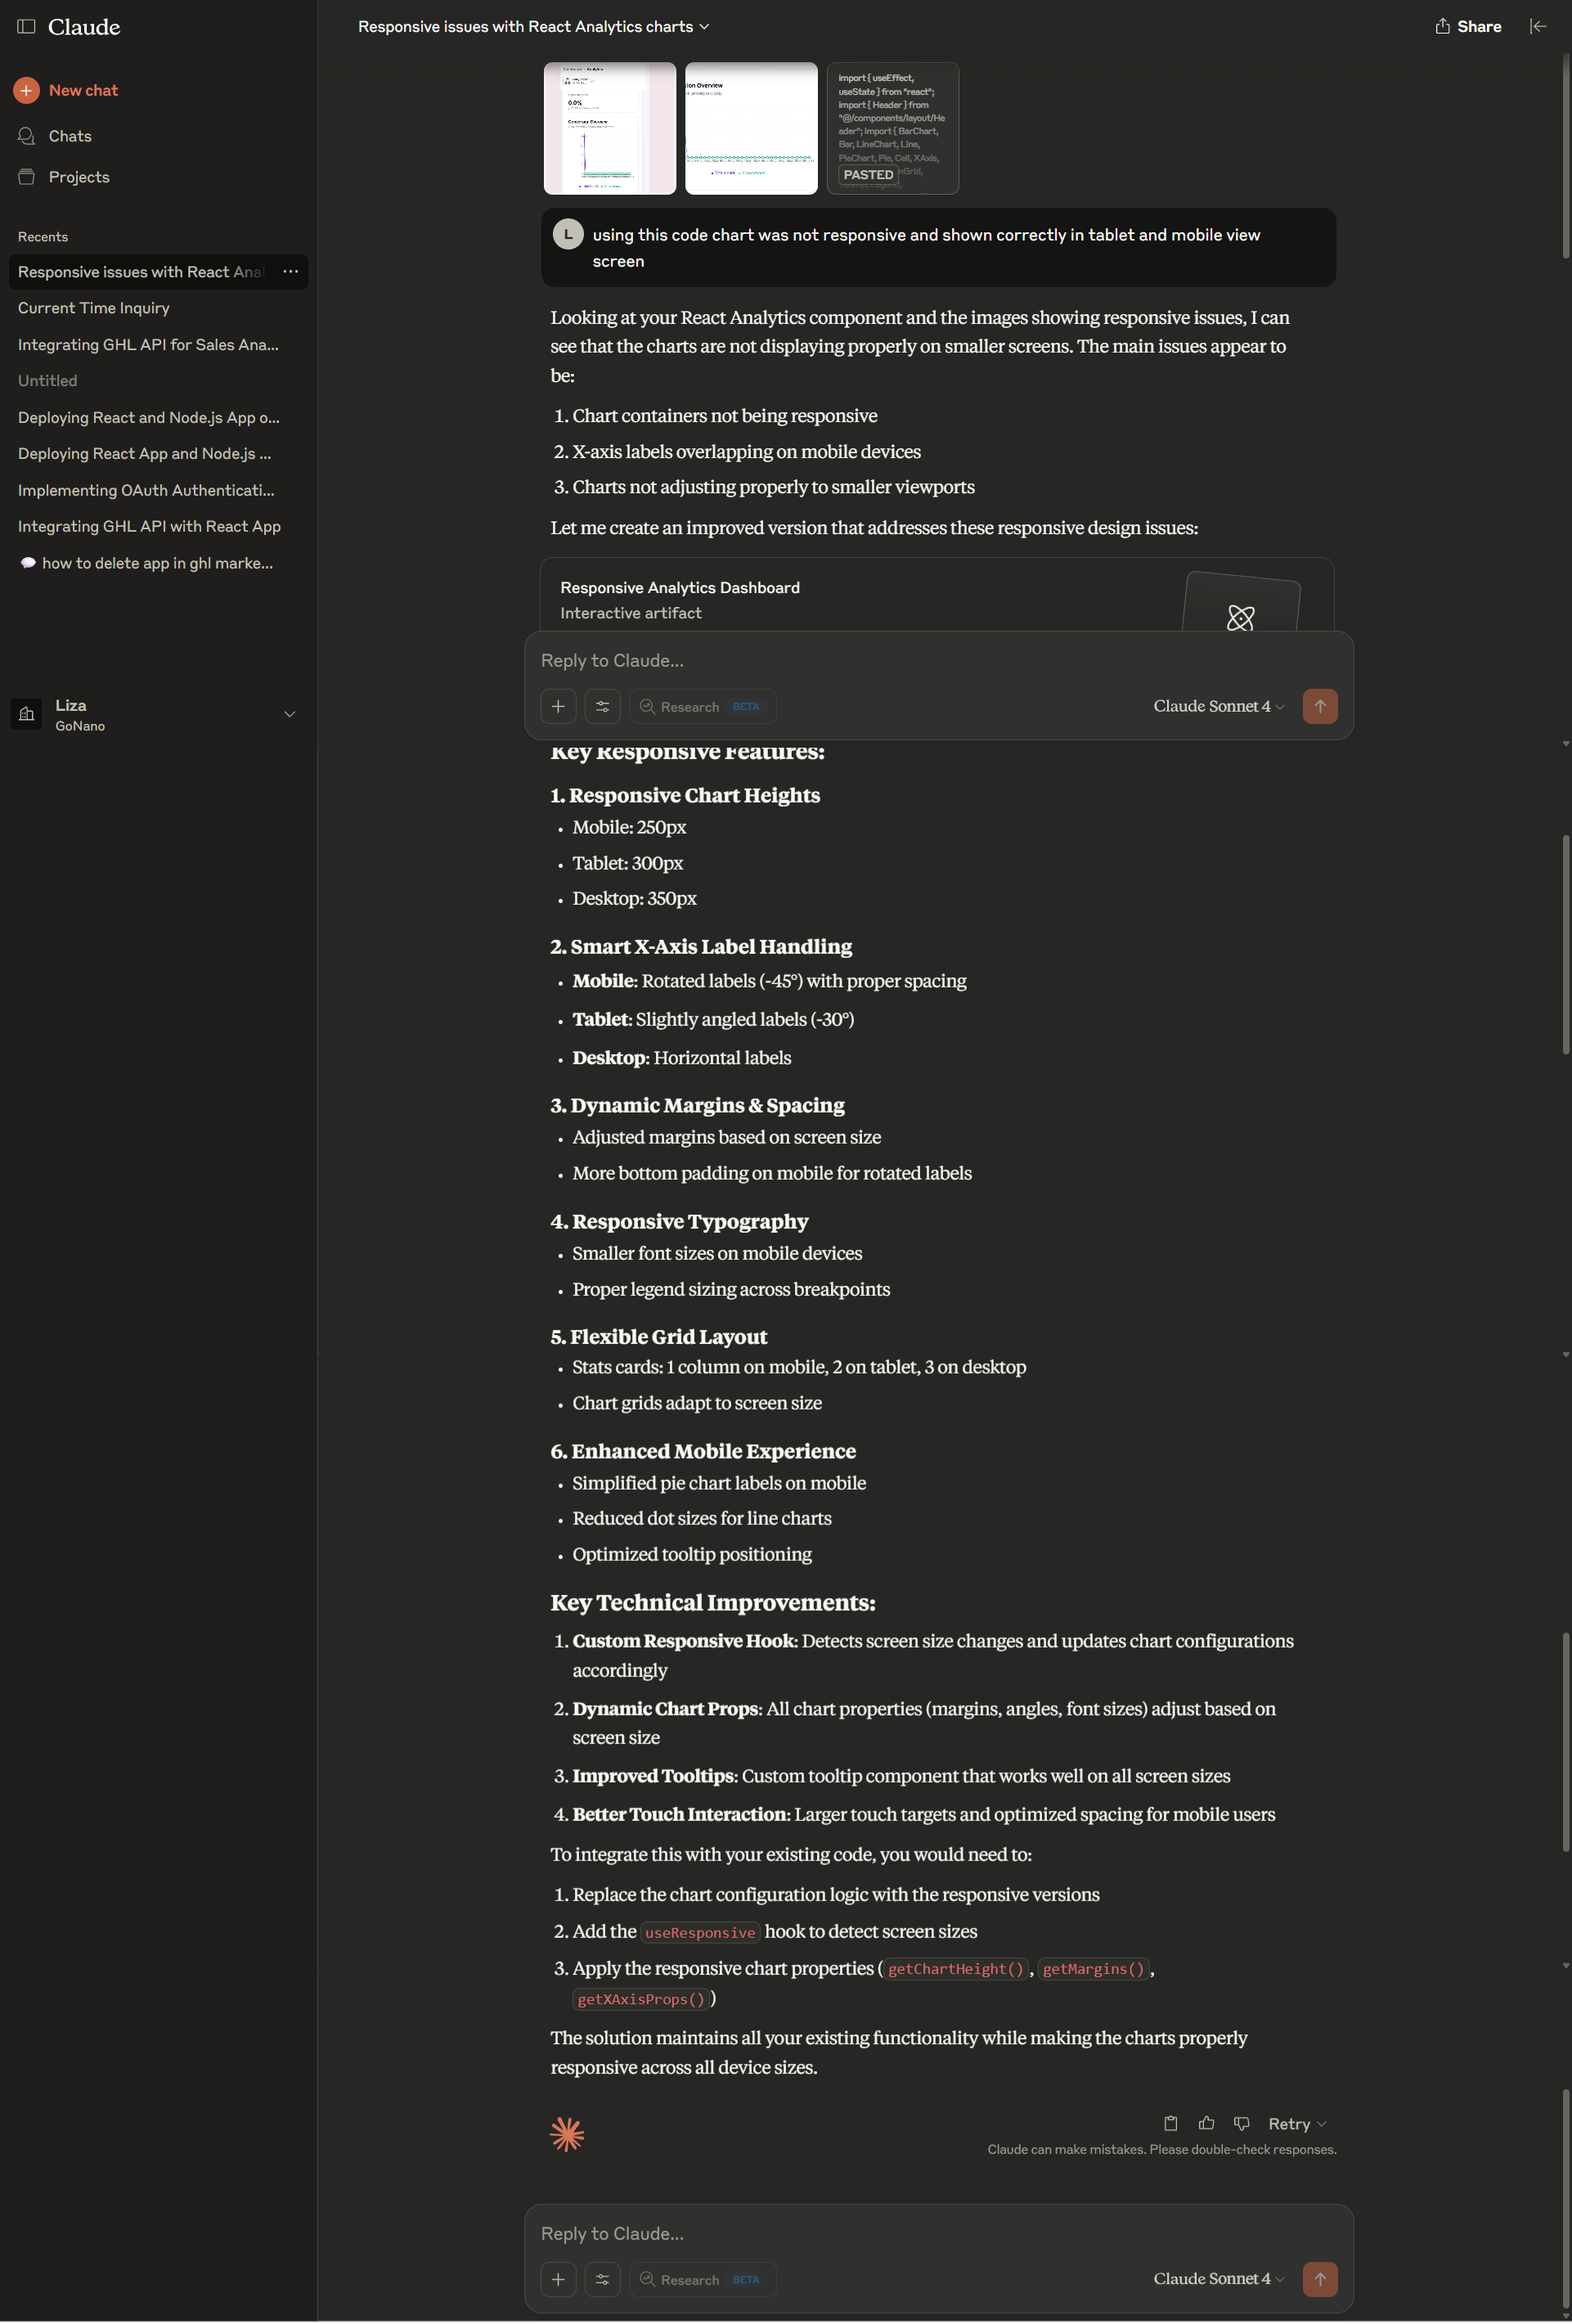 Claude
New chat
Chats
Projects
Recents
Responsive issues with React Anal
Current Time Inquiry
Integrating GHL API for Sales Ana...
Untitled
Deploying React and Node.js App o...
Deploying React App and Node.js ...
Implementing OAuth Authenticati...
Integrating GHL API with React App
how to delete app in ghl marke...
Liza
GoNano
Responsive issues with React Analytics charts
Share
0.0%
Conversion Overview
ion Overview
import { useEffect,
useState } from "react";
import { Header } from
"@/components/layout/He
ader"; import { BarChart,
Bar, LineChart, Line,
PieChart, Pie, Cell, XAxis,
nGrid,
PASTED
L
using this code chart was not responsive and shown correctly in tablet and mobile view
screen
Looking at your React Analytics component and the images showing responsive issues, I can
see that the charts are not displaying properly on smaller screens. The main issues appear to
be:
1. Chart containers not being responsive
2. X-axis labels overlapping on mobile devices
3. Charts not adjusting properly to smaller viewports
Let me create an improved version that addresses these responsive design issues:
Responsive Analytics Dashboard
Interactive artifact
Reply to Claude...
Research BETA
Claude Sonnet 4
Key Responsive Features:
1. Responsive Chart Heights
• Mobile: 250px
• Tablet: 300px
• Desktop: 350px
2. Smart X-Axis Label Handling
• Mobile: Rotated labels (-45°) with proper spacing
• Tablet: Slightly angled labels (-30°)
• Desktop: Horizontal labels
3. Dynamic Margins & Spacing
• Adjusted margins based on screen size
• More bottom padding on mobile for rotated labels
4. Responsive Typography
• Smaller font sizes on mobile devices
• Proper legend sizing across breakpoints
5. Flexible Grid Layout
• Stats cards: 1 column on mobile, 2 on tablet, 3 on desktop
• Chart grids adapt to screen size
6. Enhanced Mobile Experience
• Simplified pie chart labels on mobile
• Reduced dot sizes for line charts
• Optimized tooltip positioning
Key Technical Improvements:
1. Custom Responsive Hook: Detects screen size changes and updates chart configurations
accordingly
2. Dynamic Chart Props: All chart properties (margins, angles, font sizes) adjust based on
screen size
3. Improved Tooltips: Custom tooltip component that works well on all screen sizes
4. Better Touch Interaction: Larger touch targets and optimized spacing for mobile users
To integrate this with your existing code, you would need to:
1. Replace the chart configuration logic with the responsive versions
2. Add the useResponsive hook to detect screen sizes
3. Apply the responsive chart properties (getChartHeight(), getMargins(),
getXAxisProps())
The solution maintains all your existing functionality while making the charts properly
responsive across all device sizes.
Retry
Claude can make mistakes. Please double-check responses.
Reply to Claude...
Research BETA
Claude Sonnet 4